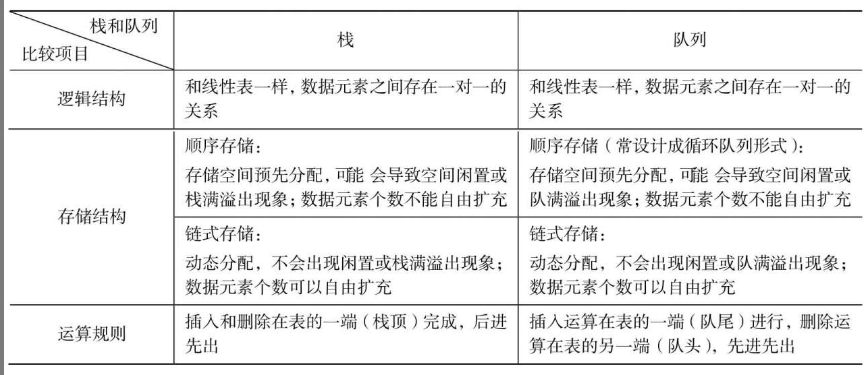 栈和队列
比较项目
栈
队列
逻辑结构
和线性表一样,数据元素之间存在一对一的
关系
和线性表一样,数据元素之间存在一对一的
关系
存储结构
顺序存储:
存储空间预先分配,可能 会导致空间闲置或
栈满溢出现象;数据元素个数不能自由扩充
顺序存储(常设计成循环队列形式):
存储空间预先分配,可能 会导致空间闲置或
队满溢出现象;数据元素个数不能自由扩充
链式存储:
动态分配,不会出现闲置或栈满溢出现象;
数据元素个数可以自由扩充
链式存储:
动态分配,不会出现闲置或队满溢出现象;
数据元素个数可以自由扩充
运算规则
插入和删除在表的一端(栈顶)完成,后进
先出
插入运算在表的一端(队尾)进行,删除运
算在表的另一端(队头),先进先出